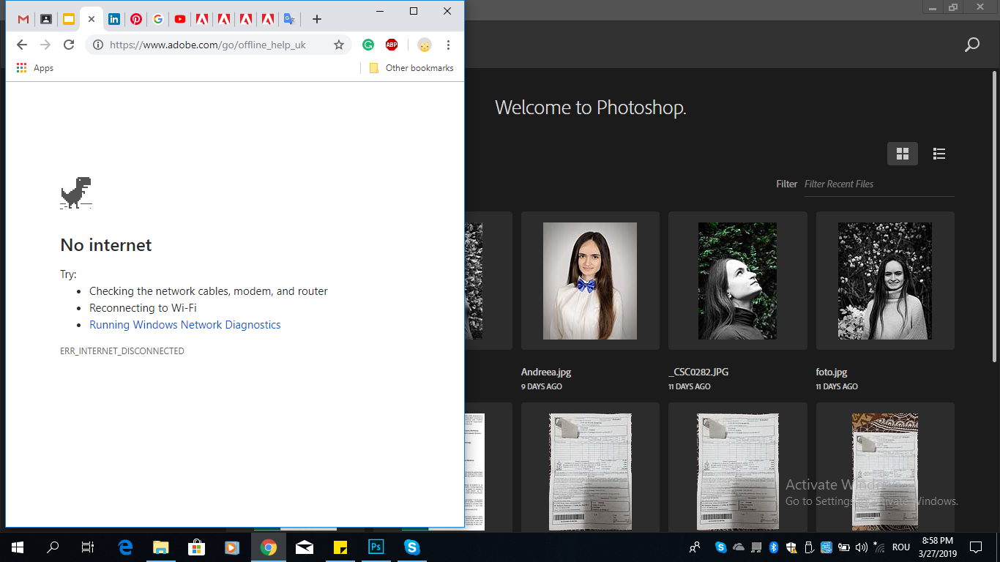 https://www.adobe.com/go/offline_help_uk
ABP
Apps
Other bookmarks
No internet
Try:
Checking the network cables, modem, and router
Reconnecting to Wi-Fi
Running Windows Network Diagnostics
ERR_INTERNET_DISCONNECTED
Welcome to Photoshop.
Filter Filter Recent Files
Andreea.jpg
9 DAYS AGO
_CSC0282.JPG
11 DAYS AGO
foto.jpg
11 DAYS AGO
Activate
Go to Settings
Windows.
Ps
ROU
8:58 PM
3/27/2019